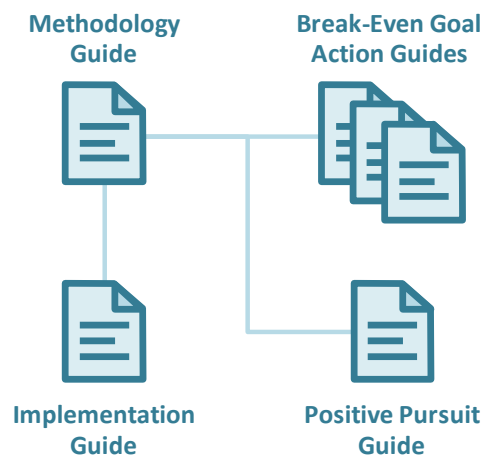 Methodology
Guide
Break-Even Goal
Action Guides
Implementation
Guide
Positive Pursuit
Guide